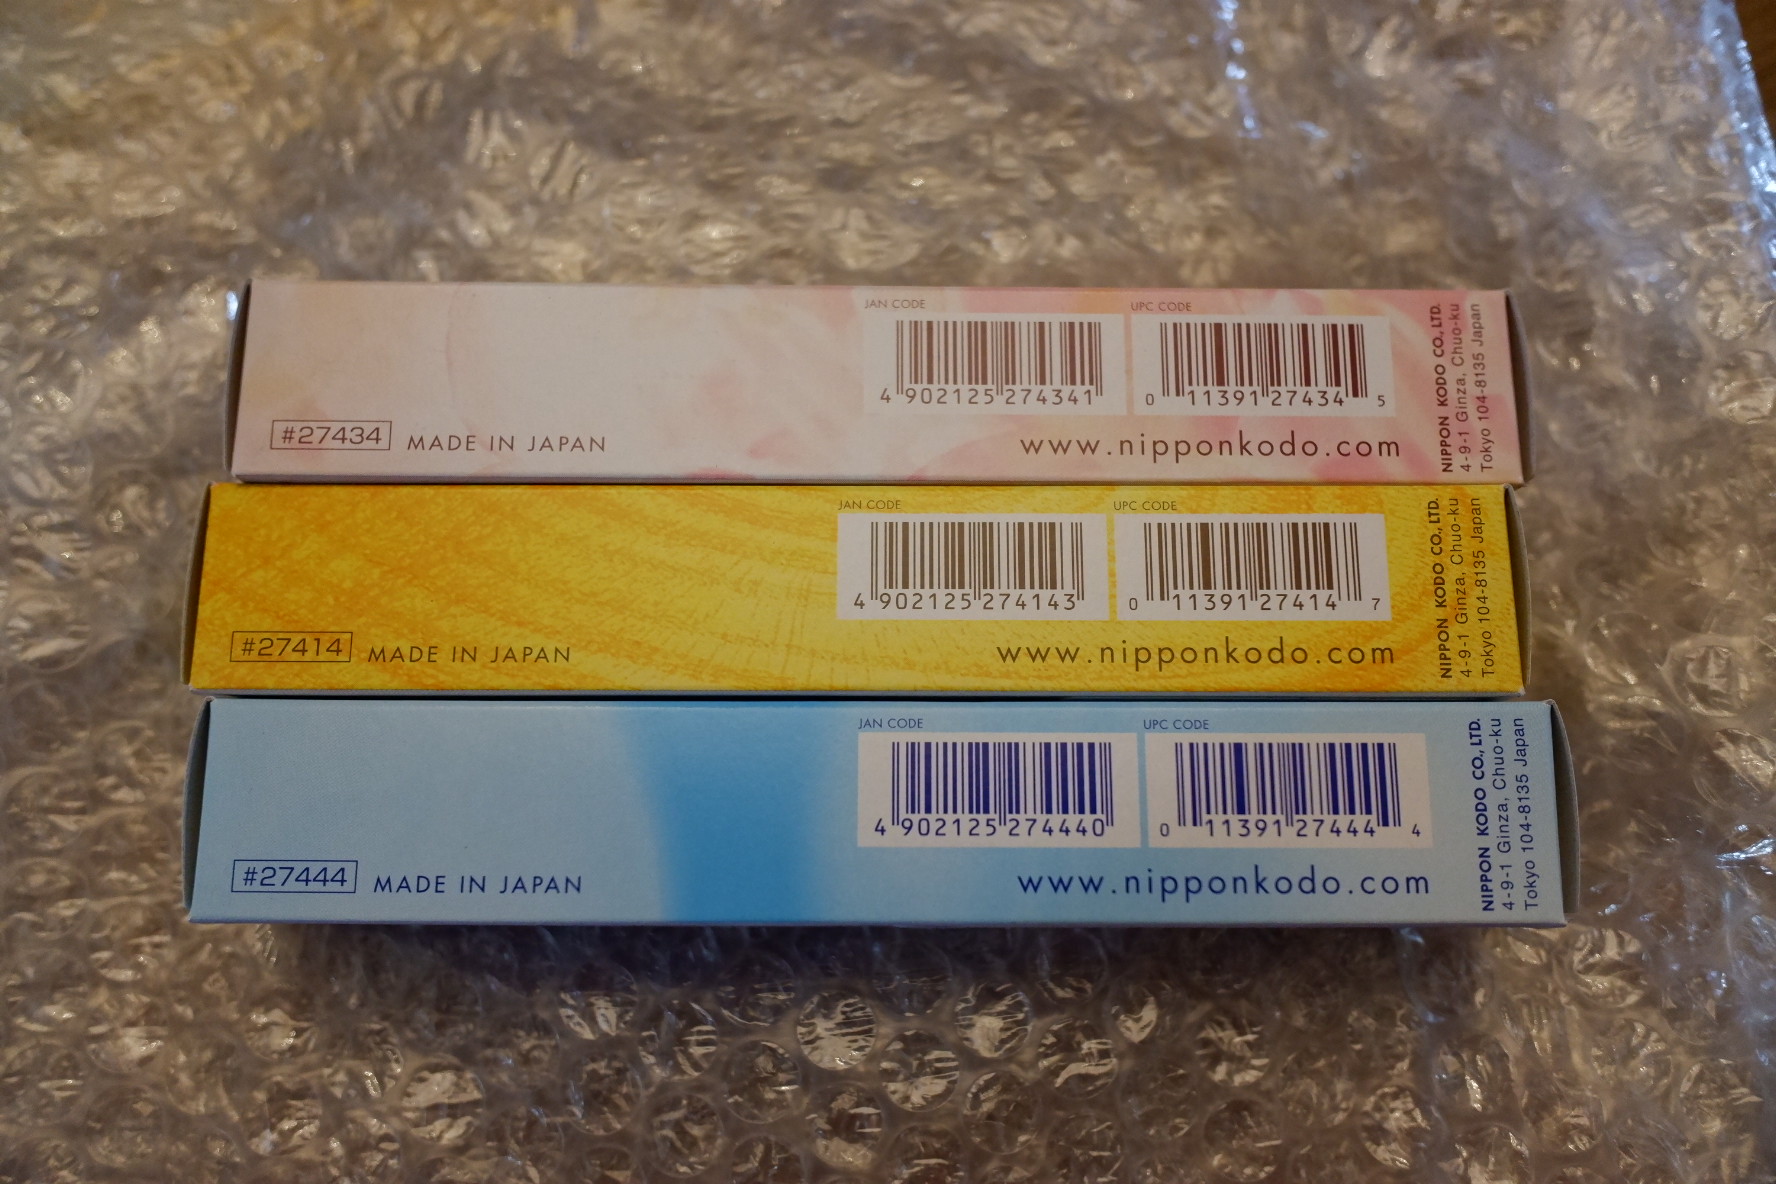 JAN CODE
UPC CODE
4 902125 274341
0 11391 27434 5
#27434 MADE IN JAPAN
www.nipponkodo.com
NIPPON KODO CO., LTD.
4-9-1 Ginza, Chuo-ku
Tokyo 104-8135 Japan
JAN CODE
UPC CODE
4 902125 274143
0 11391 27414 7
#27414 MADE IN JAPAN
www.nipponkodo.com
NIPPON KODO CO., LTD.
4-9-1 Ginza, Chuo-ku
Tokyo 104-8135 Japan
JAN CODE
UPC CODE
4 902125 274440
0 11391 27444 4
#27444 MADE IN JAPAN
www.nipponkodo.com
NIPPON KODO CO., LTD.
4-9-1 Ginza, Chuo-ku
Tokyo 104-8135 Japan